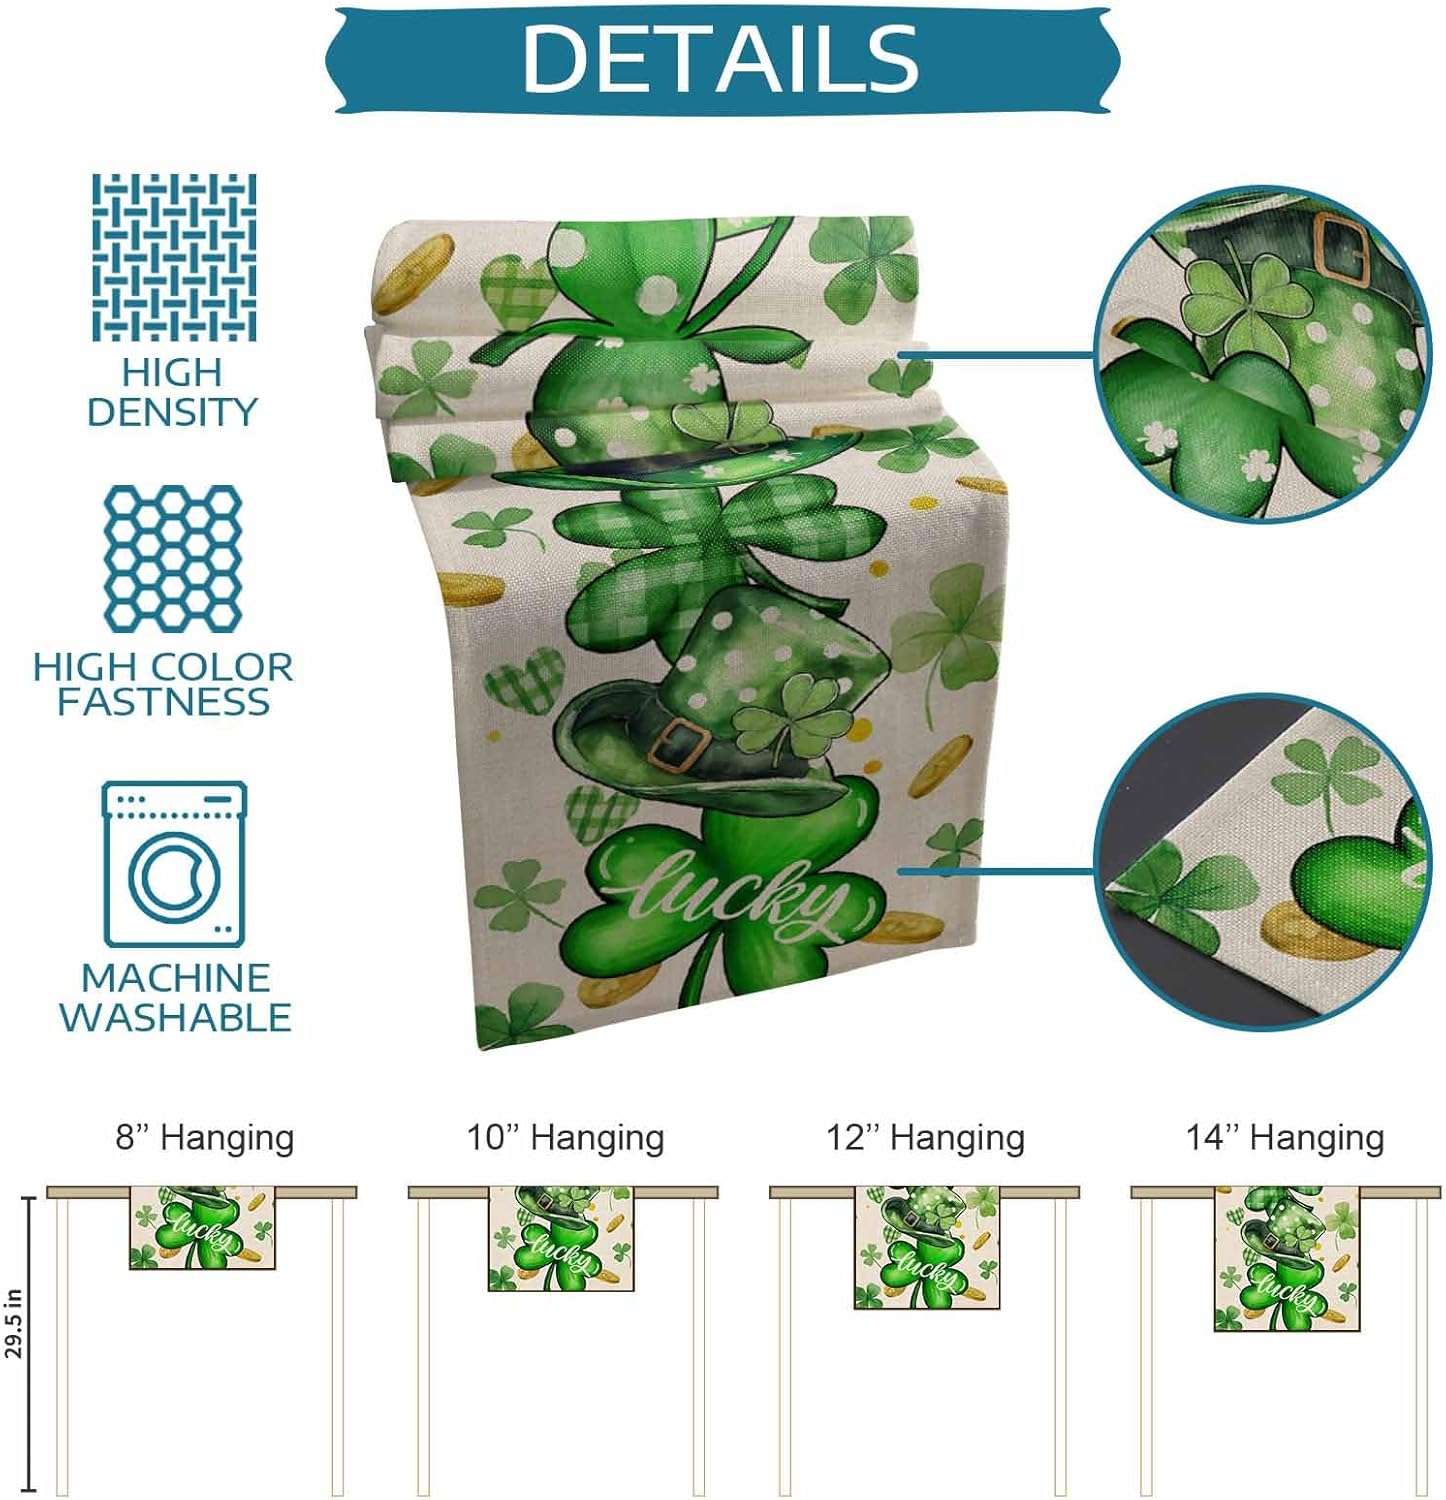 DETAILS
HIGH
DENSITY
HIGH COLOR
FASTNESS
MACHINE
WASHABLE
lucky
8’’ Hanging
10’’ Hanging
12’’ Hanging
14’’ Hanging
29.5 in
lucky
lucky
lucky
lucky